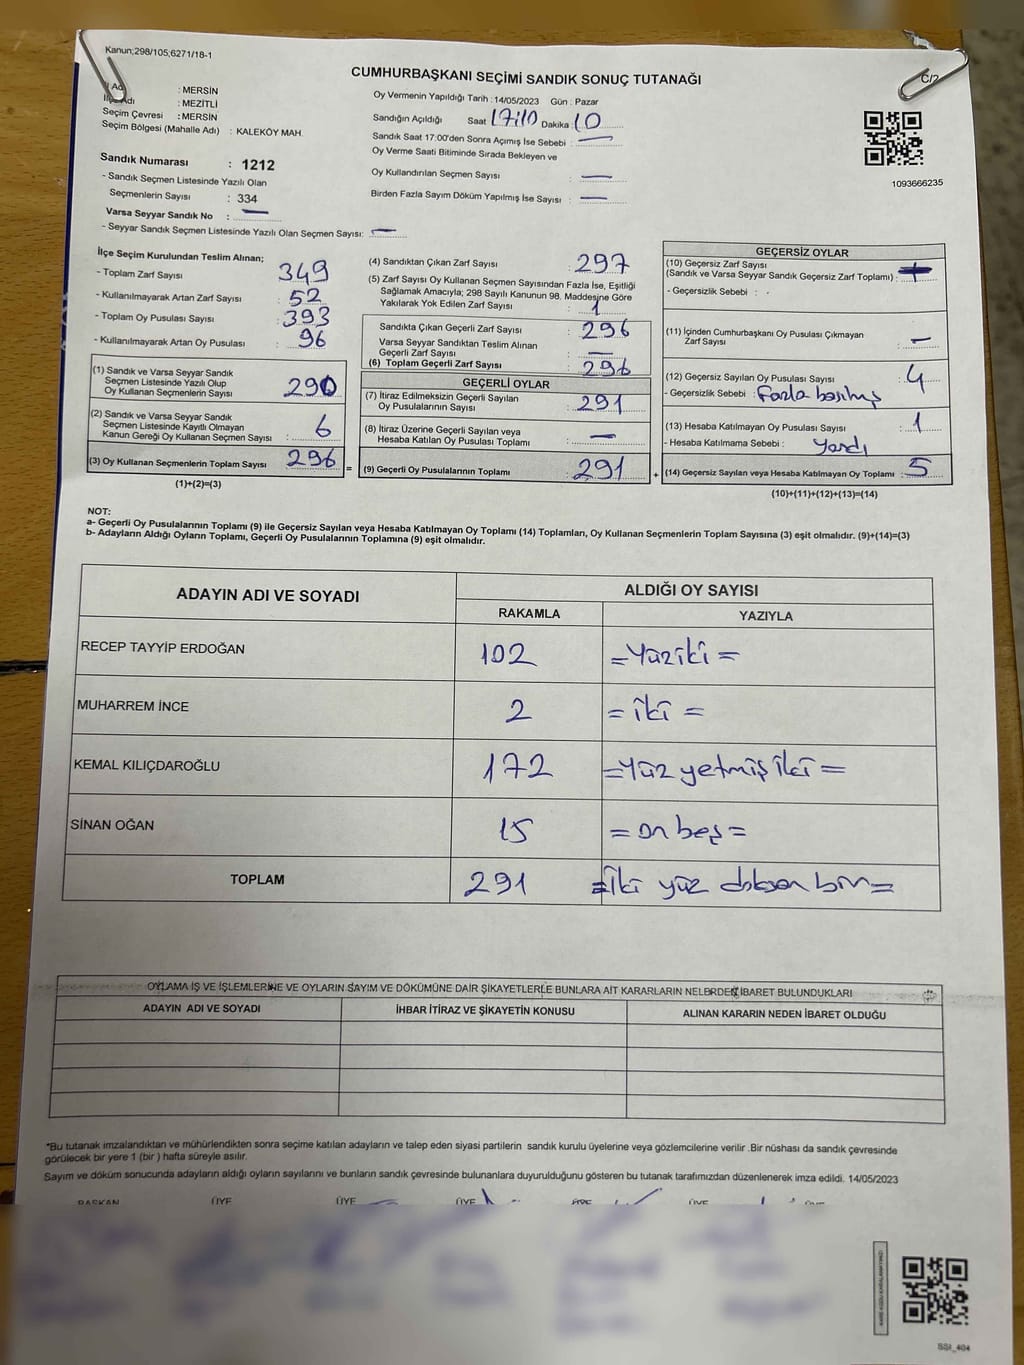 Kanun;298/105,6271/18-1
C/2
CUMHURBAŞKANI SEÇİMİ SANDIK SONUÇ TUTANAĞI
İl Adı : MERSİN
İlçe Adı : MEZİTLİ
Seçim Çevresi : MERSİN
Seçim Bölgesi (Mahalle Adı) : KALEKÖY MAH.
Sandık Numarası : 1212
- Sandık Seçmen Listesinde Yazılı Olan
Seçmenlerin Sayısı : 334
Varsa Seyyar Sandık No : —
- Seyyar Sandık Seçmen Listesinde Yazılı Olan Seçmen Sayısı: —
Oy Vermenin Yapıldığı Tarih : 14/05/2023 Gün : Pazar
Sandığın Açıldığı Saat 17:10 Dakika : 10
Sandık Saat 17:00'den Sonra Açımış İse Sebebi : —
Oy Verme Saati Bitiminde Sırada Bekleyen ve
Oy Kullandırılan Seçmen Sayısı : —
Birden Fazla Sayım Döküm Yapılmış İse Sayısı : —
1093666235
İlçe Seçim Kurulundan Teslim Alınan;
- Toplam Zarf Sayısı : 349
- Kullanılmayarak Artan Zarf Sayısı : 52
- Toplam Oy Pusulası Sayısı : 393
- Kullanılmayarak Artan Oy Pusulası : 96
(1) Sandık ve Varsa Seyyar Sandık
Seçmen Listesinde Yazılı Olup
Oy Kullanan Seçmenlerin Sayısı : 290
(2) Sandık ve Varsa Seyyar Sandık
Seçmen Listesinde Kayıtlı Olmayan
Kanun Gereği Oy Kullanan Seçmen Sayısı : 6
(3) Oy Kullanan Seçmenlerin Toplam Sayısı : 296
(1)+(2)=(3)
(4) Sandıktan Çıkan Zarf Sayısı : 297
(5) Zarf Sayısı Oy Kullanan Seçmen Sayısından Fazla İse, Eşitliği
Sağlamak Amacıyla; 298 Sayılı Kanunun 98. Maddesine Göre
Yakılarak Yok Edilen Zarf Sayısı : 1
Sandıkta Çıkan Geçerli Zarf Sayısı : 296
Varsa Seyyar Sandıktan Teslim Alınan
Geçerli Zarf Sayısı : —
(6) Toplam Geçerli Zarf Sayısı : 296
GEÇERLİ OYLAR
(7) İtiraz Edilmeksizin Geçerli Sayılan
Oy Pusulalarının Sayısı : 291
(8) İtiraz Üzerine Geçerli Sayılan ve
Hesaba Katılan Oy Pusulası Toplamı : —
= (9) Geçerli Oy Pusulalarının Toplamı : 291 +
GEÇERSİZ OYLAR
(10) Geçersiz Zarf Sayısı
(Sandık ve Varsa Seyyar Sandık Geçersiz Zarf Toplamı) :
- Geçersizlik Sebebi :
(11) İçinden Cumhurbaşkanı Oy Pusulası Çıkmayan
Zarf Sayısı : —
(12) Geçersiz Sayılan Oy Pusulası Sayısı : 4
- Geçersizlik Sebebi : Fazla basılmış
(13) Hesaba Katılmayan Oy Pusulası Sayısı : 1
- Hesaba Katılmama Sebebi : Yandı
(14) Geçersiz Sayılan veya Hesaba Katılmayan Oy Toplamı : 5
(10)+(11)+(12)+(13)=(14)
NOT:
a- Geçerli Oy Pusulalarının Toplamı (9) ile Geçersiz Sayılan veya Hesaba Katılmayan Oy Toplamı (14) Toplamları, Oy Kullanan Seçmenlerin Toplam Sayısına (3) eşit olmalıdır. (9)+(14)=(3)
b- Adayların Aldığı Oyların Toplamı, Geçerli Oy Pusulalarının Toplamına (9) eşit olmalıdır.
ADAYIN ADI VE SOYADI
ALDIĞI OY SAYISI
RAKAMLA YAZIYLA
RECEP TAYYİP ERDOĞAN 102 = Yüziki =
MUHARREM İNCE 2 = iki =
KEMAL KILIÇDAROĞLU 172 = Yüz yetmiş iki =
SİNAN OĞAN 15 = on beş =
TOPLAM 291 = iki yüz doksan bir =
OYLAMA İŞ VE İŞLEMLERİNE VE OYLARIN SAYIM VE DÖKÜMÜNE DAİR ŞİKAYETLERLE BUNLARA AİT KARARLARIN NELERDEN İBARET BULUNDUKLARI
ADAYIN ADI VE SOYADI İHBAR İTİRAZ VE ŞİKAYETİN KONUSU ALINAN KARARIN NEDEN İBARET OLDUĞU
*Bu tutanak imzalandıktan ve mühürlendikten sonra seçime katılan adayların ve talep eden siyasi partilerin sandık kurulu üyelerine veya gözlemcilerine verilir .Bir nüshası da sandık çevresinde
görülecek bir yere 1 (bir ) hafta süreyle asılır.
Sayım ve döküm sonucunda adayların aldığı oyların sayılarını ve bunların sandık çevresinde bulunanlara duyurulduğunu gösteren bu tutanak tarafımızdan düzenlenerek imza edildi. 14/05/2023
BAŞKAN ÜYE ÜYE ÜYE ÜYE ÜYE ÜYE
SSI_404